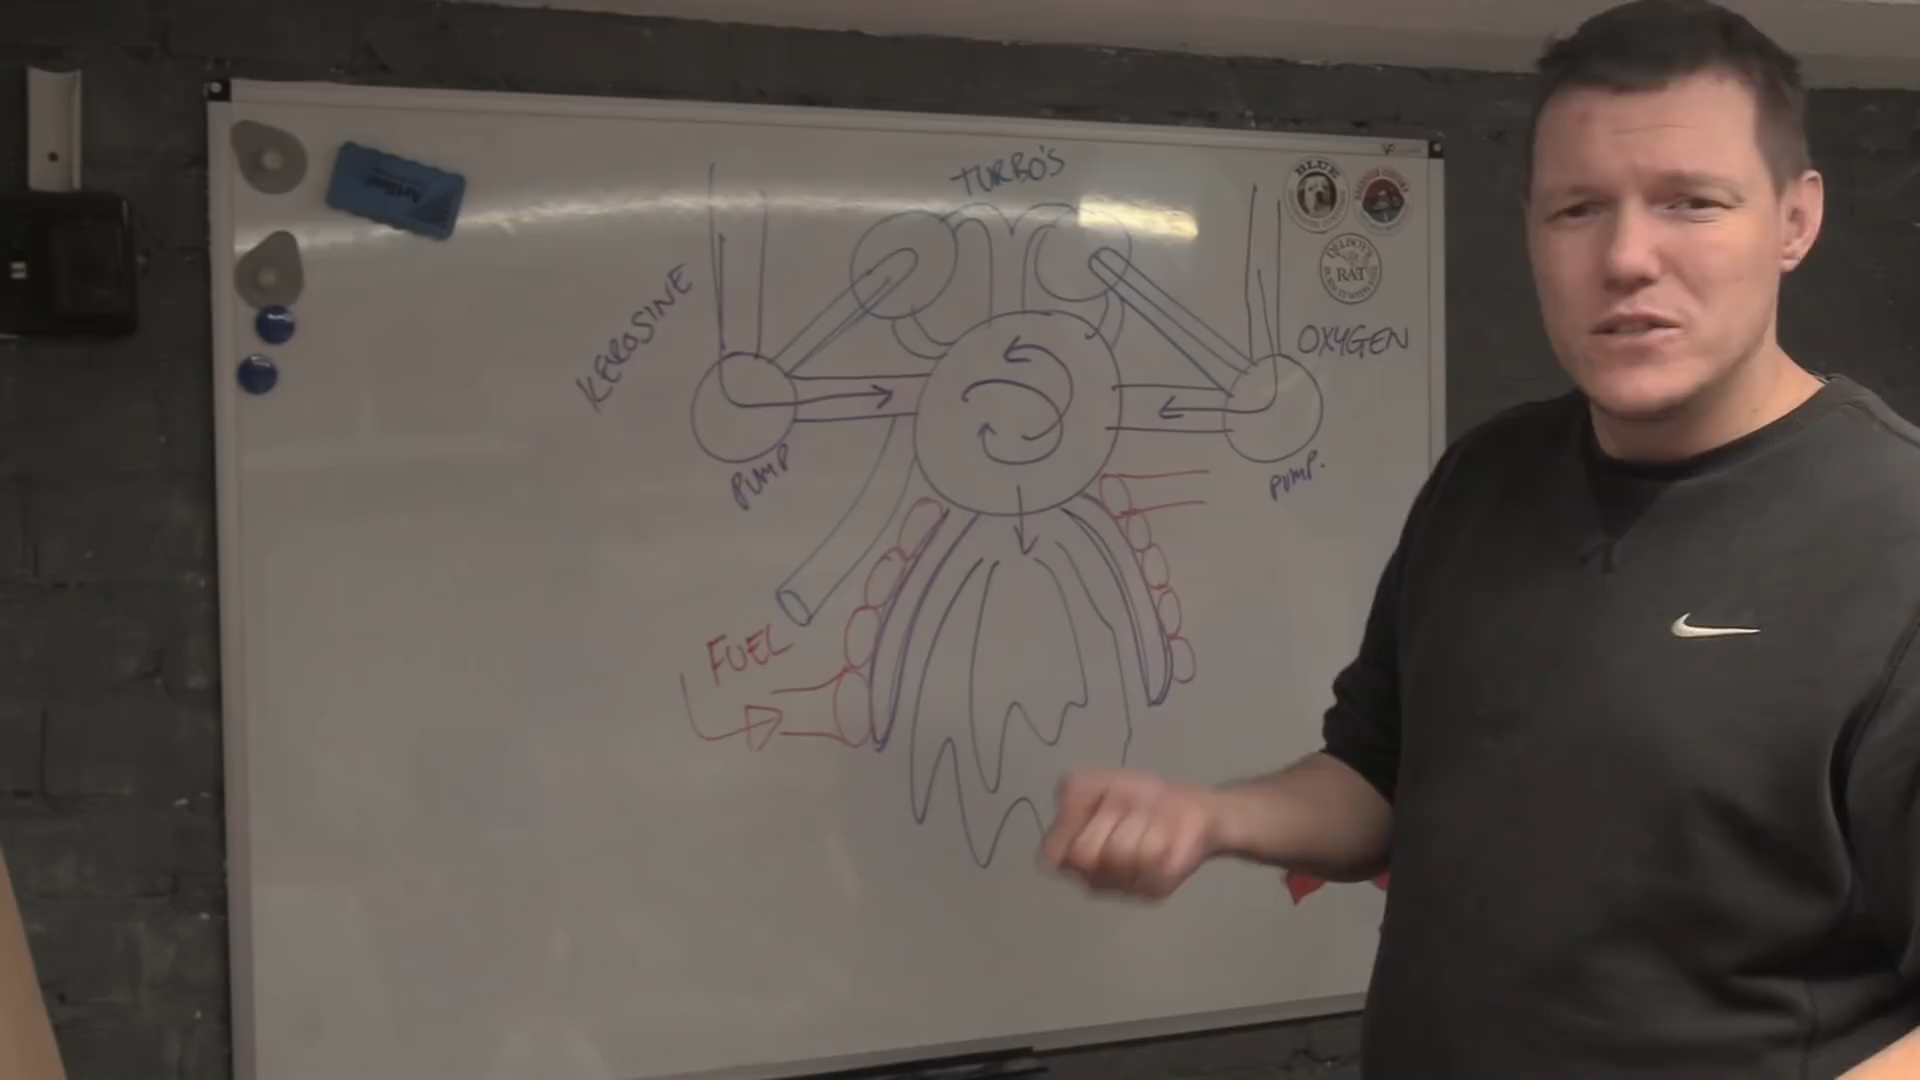 TURBO'S
BLUE
RAT
KEROSINE
OXYGEN
PUMP
PUMP.
FUEL